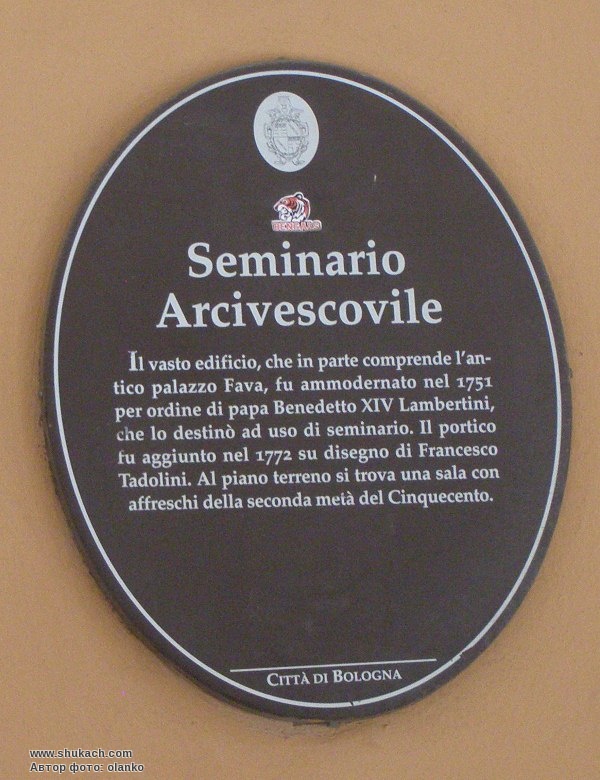 BENGALS
Seminario
Arcivescovile
Il vasto edificio, che in parte comprende l'an-
tico palazzo Fava, fu ammodernato nel 1751
per ordine di papa Benedetto XIV Lambertini,
che lo destinò ad uso di seminario. Il portico
fu aggiunto nel 1772 su disegno di Francesco
Tadolini. Al piano terreno si trova una sala con
affreschi della seconda metà del Cinquecento.
CITTÀ DI BOLOGNA
www.shukach.com
Автор фото: olanko